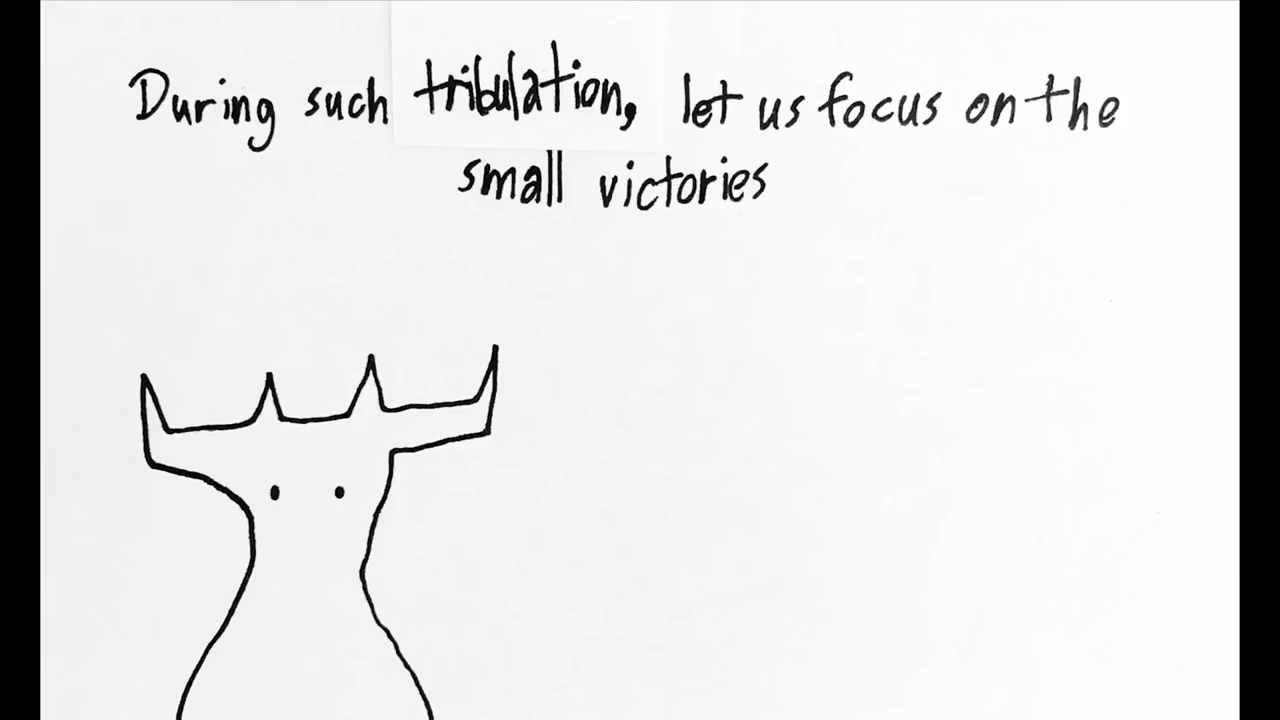 During such tribulation, let us focus on the
small victories